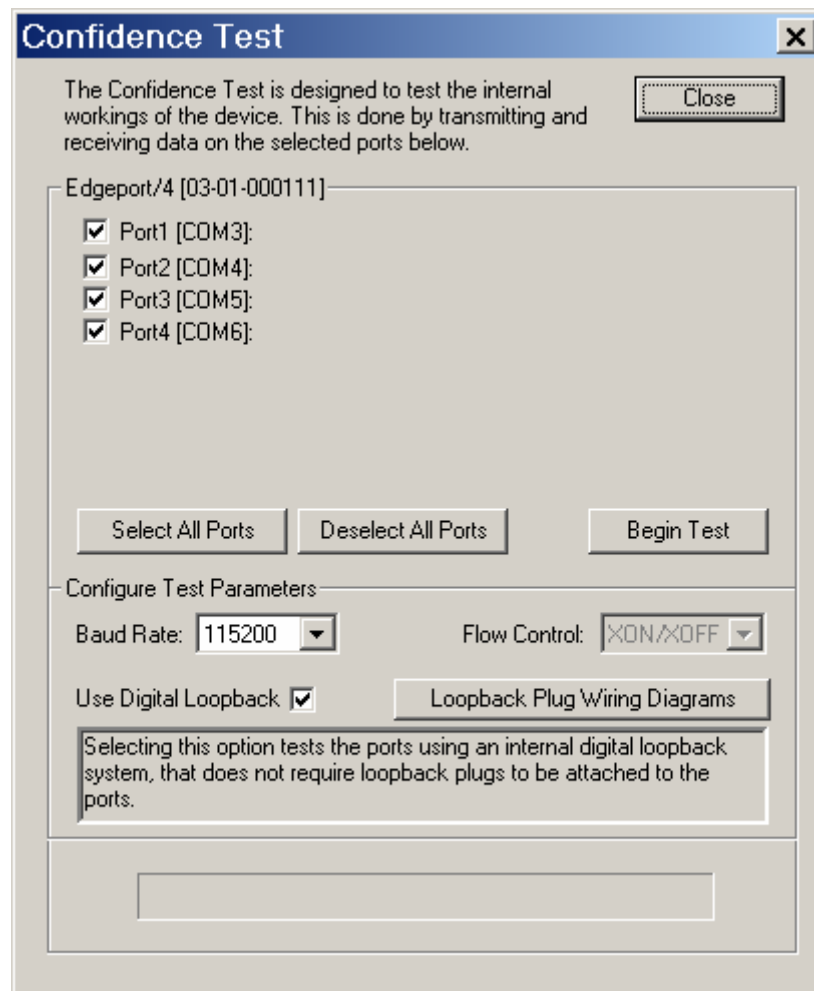 Confidence Test
The Confidence Test is designed to test the internal
workings of the device. This is done by transmitting and
receiving data on the selected ports below.
Close
Edgeport/4 [03-01-000111]
Port1 [COM3]:
Port2 [COM4]:
Port3 [COM5]:
Port4 [COM6]:
Select All Ports
Deselect All Ports
Begin Test
Configure Test Parameters
Baud Rate: 115200
Flow Control: XON/XOFF
Use Digital Loopback
Loopback Plug Wiring Diagrams
Selecting this option tests the ports using an internal digital loopback
system, that does not require loopback plugs to be attached to the
ports.